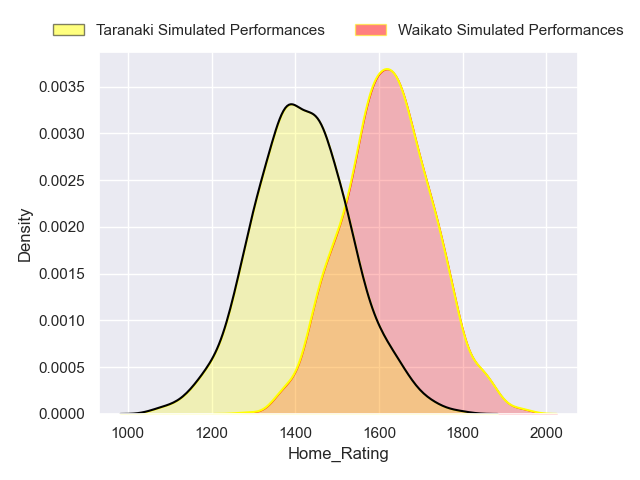 Taranaki Simulated Performances Waikato Simulated Performances
0.0035
0.0030
0.0025
0.0020
0.0015
0.0010
0.0005
0.0000
Density
1000 1200 1400 1600 1800 2000
Home_Rating